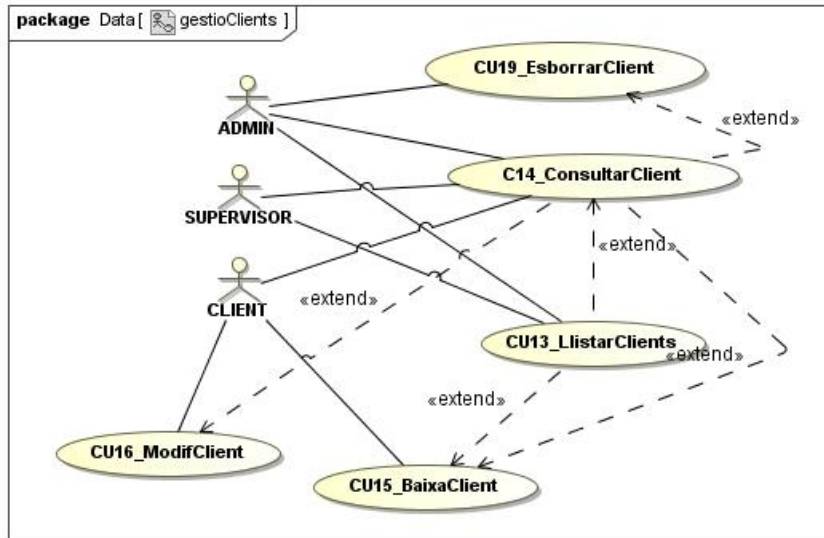 package Data [ gestioClients ]
CU19_EsborrarClient
«extend»
ADMIN
C14_ConsultarClient
SUPERVISOR
«extend»
«extend»
CLIENT
CU13_LlistarClients
«extend»
«extend»
CU16_ModifClient
CU15_BaixaClient